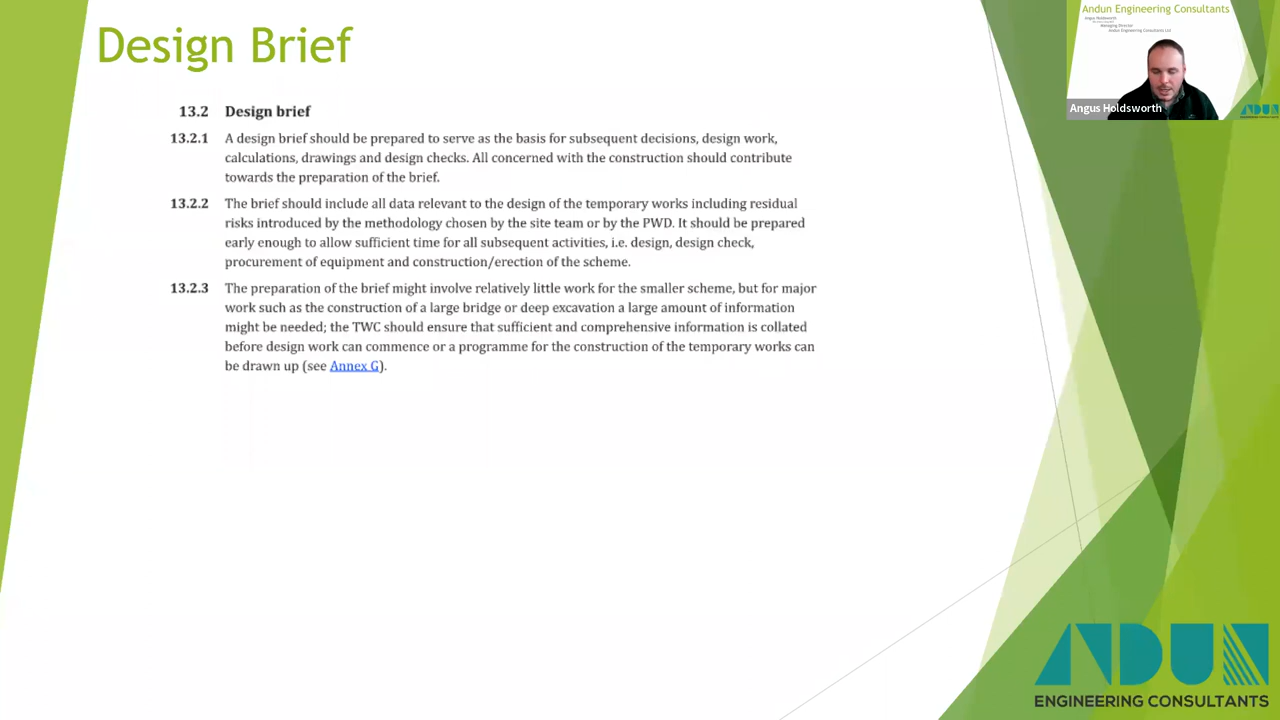 Design Brief
13.2 Design brief
13.2.1 A design brief should be prepared to serve as the basis for subsequent decisions, design work,
calculations, drawings and design checks. All concerned with the construction should contribute
towards the preparation of the brief.
13.2.2 The brief should include all data relevant to the design of the temporary works including residual
risks introduced by the methodology chosen by the site team or by the PWD. It should be prepared
early enough to allow sufficient time for all subsequent activities, i.e. design, design check,
procurement of equipment and construction/erection of the scheme.
13.2.3 The preparation of the brief might involve relatively little work for the smaller scheme, but for major
work such as the construction of a large bridge or deep excavation a large amount of information
might be needed; the TWC should ensure that sufficient and comprehensive information is collated
before design work can commence or a programme for the construction of the temporary works can
be drawn up (see Annex G).
Andun Engineering Consultants
Angus Holdsworth
Managing Director
Andun Engineering Consultants Ltd
Angus Holdsworth
ANDUN
ANDUN
ENGINEERING CONSULTANTS